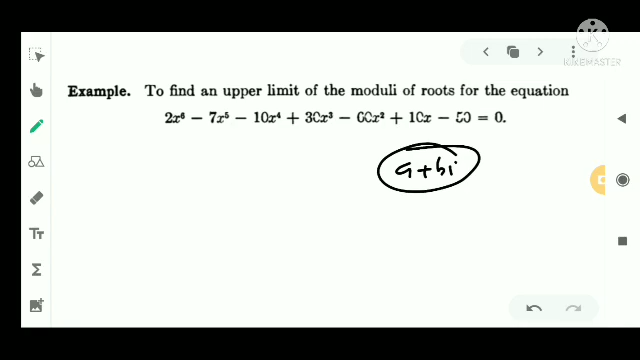 KINEMASTER
Example. To find an upper limit of the moduli of roots for the equation
2x⁶ − 7x⁵ − 10x⁴ + 30x³ − 60x² + 10x − 50 = 0.
a+bi
Tт
Σ